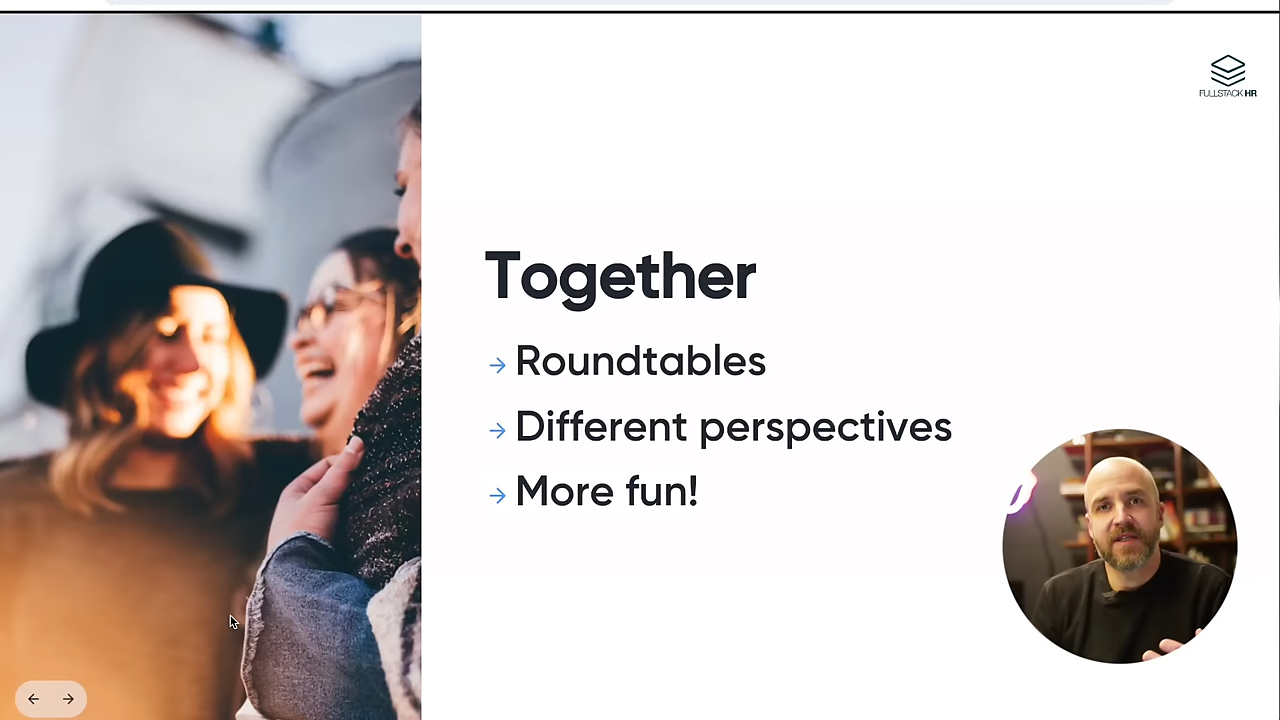 FULLSTACK HR
Together
→ Roundtables
→ Different perspectives
→ More fun!